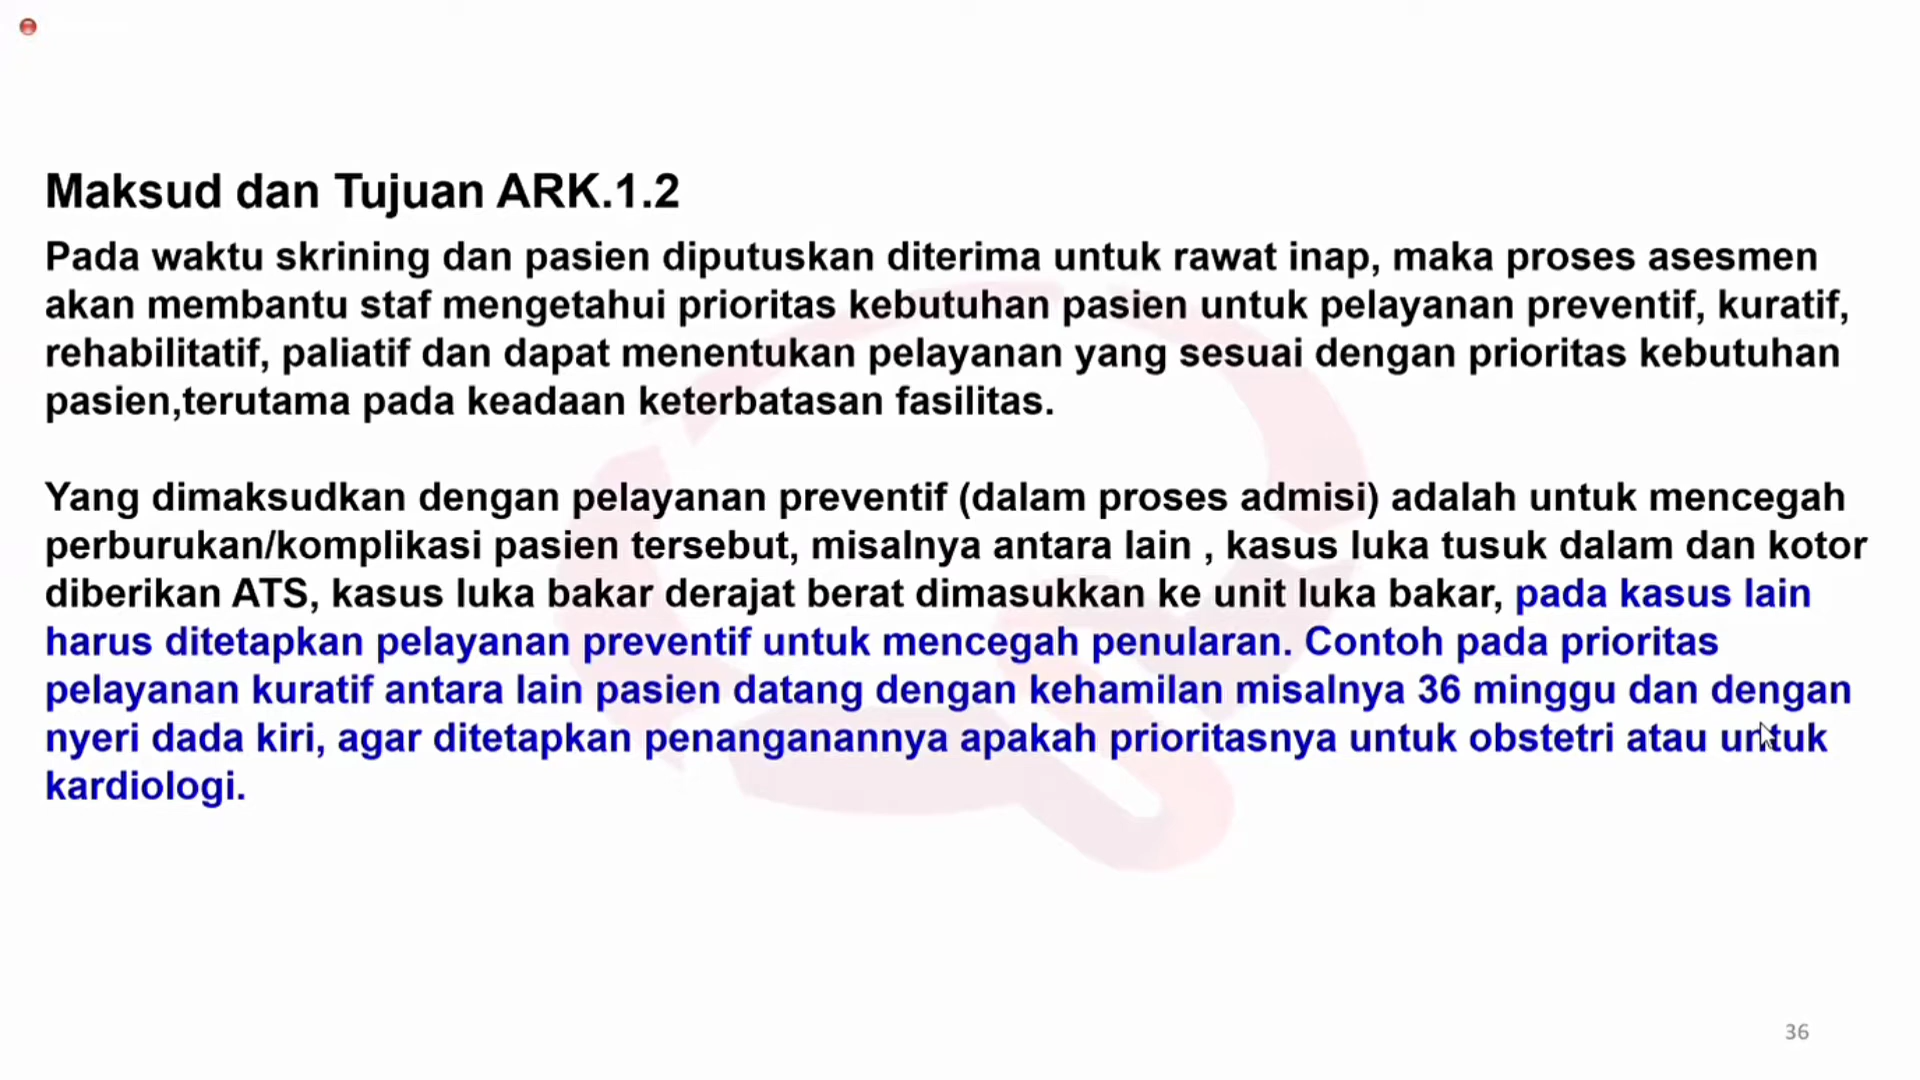 Maksud dan Tujuan ARK.1.2
Pada waktu skrining dan pasien diputuskan diterima untuk rawat inap, maka proses asesmen
akan membantu staf mengetahui prioritas kebutuhan pasien untuk pelayanan preventif, kuratif,
rehabilitatif, paliatif dan dapat menentukan pelayanan yang sesuai dengan prioritas kebutuhan
pasien,terutama pada keadaan keterbatasan fasilitas.
Yang dimaksudkan dengan pelayanan preventif (dalam proses admisi) adalah untuk mencegah
perburukan/komplikasi pasien tersebut, misalnya antara lain , kasus luka tusuk dalam dan kotor
diberikan ATS, kasus luka bakar derajat berat dimasukkan ke unit luka bakar, pada kasus lain
harus ditetapkan pelayanan preventif untuk mencegah penularan. Contoh pada prioritas
pelayanan kuratif antara lain pasien datang dengan kehamilan misalnya 36 minggu dan dengan
nyeri dada kiri, agar ditetapkan penanganannya apakah prioritasnya untuk obstetri atau untuk
kardiologi.
36